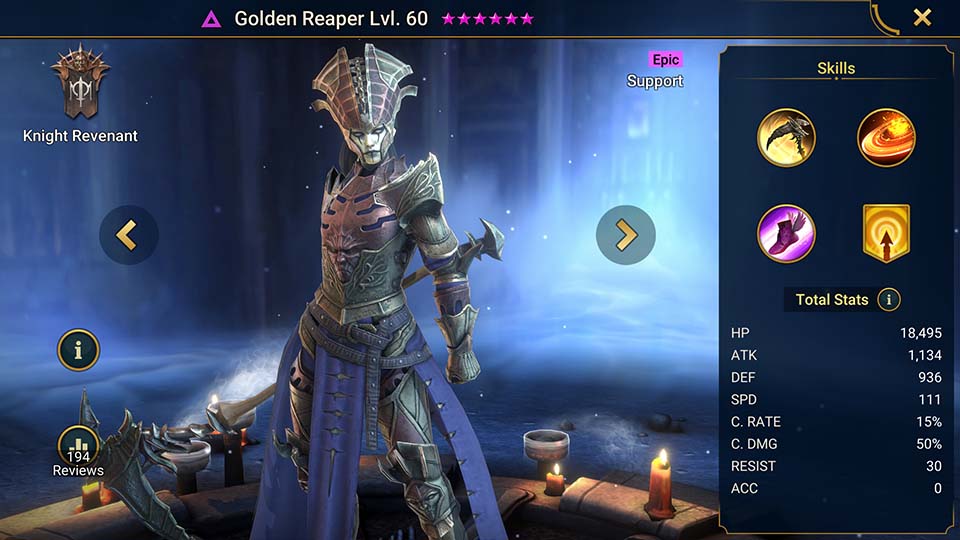 Golden Reaper Lvl. 60
Knight Revenant
Epic
Support
194
Reviews
Skills
Total Stats
HP 18,495
ATK 1,134
DEF 936
SPD 111
C. RATE 15%
C. DMG 50%
RESIST 30
ACC 0